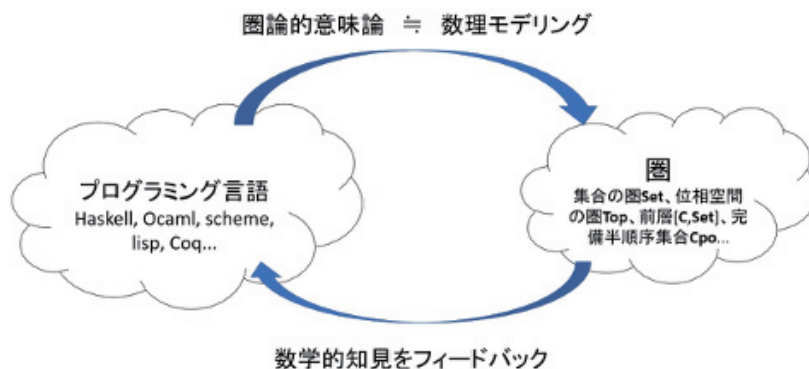 圏論的意味論 ≒ 数理モデリング
プログラミング言語
Haskell, Ocaml, scheme,
lisp, Coq...
圏
集合の圏Set、位相空間
の圏Top、前層[C,Set]、完
備半順序集合Cpo...
数学的知見をフィードバック